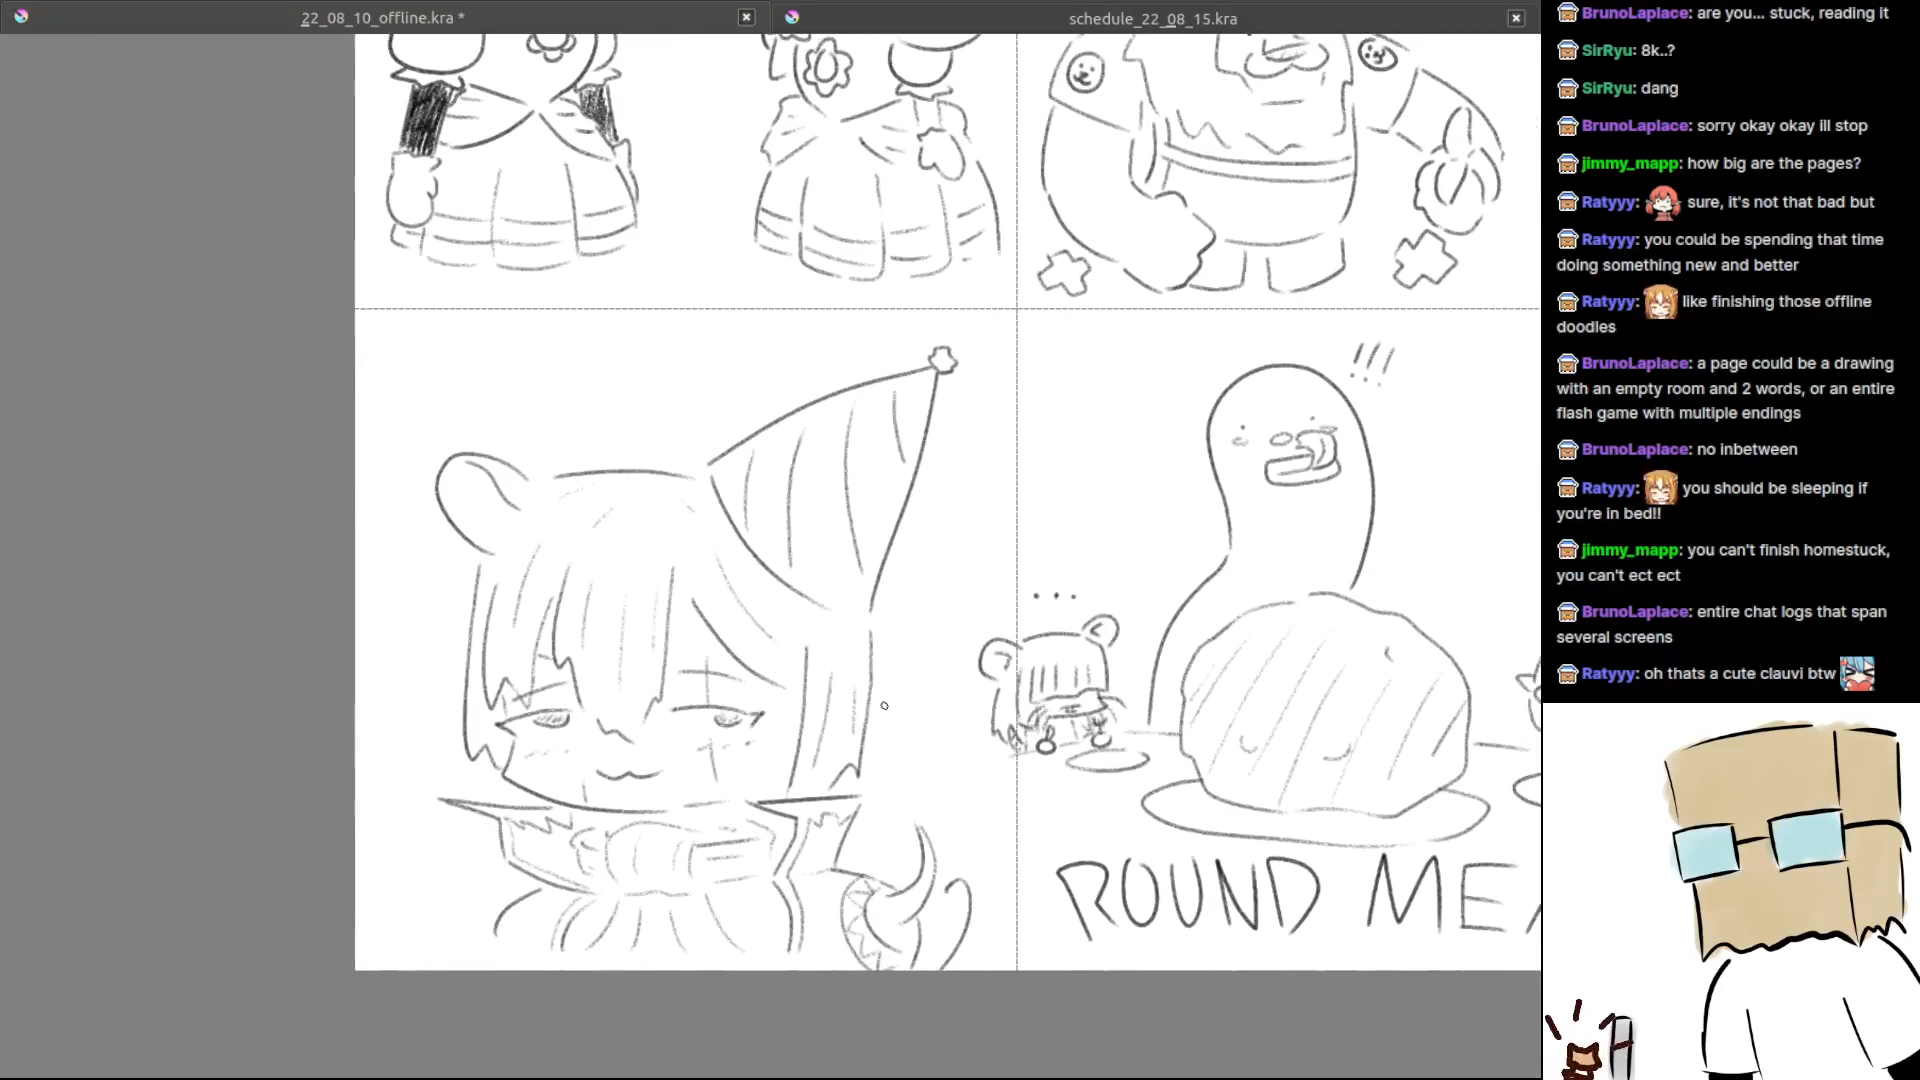 22_08_10_offline.kra *
schedule_22_08_15.kra
BrunoLaplace: are you... stuck, reading it
SirRyu: 8k..?
SirRyu: dang
BrunoLaplace: sorry okay okay ill stop
jimmy_mapp: how big are the pages?
Ratyyy: sure, it's not that bad but
Ratyyy: you could be spending that time
doing something new and better
Ratyyy: like finishing those offline
doodles
BrunoLaplace: a page could be a drawing
with an empty room and 2 words, or an entire
flash game with multiple endings
BrunoLaplace: no inbetween
Ratyyy: you should be sleeping if
you're in bed!!
jimmy_mapp: you can't finish homestuck,
you can't ect ect
BrunoLaplace: entire chat logs that span
several screens
Ratyyy: oh thats a cute clauvi btw
!!!
...
ROUND MEA